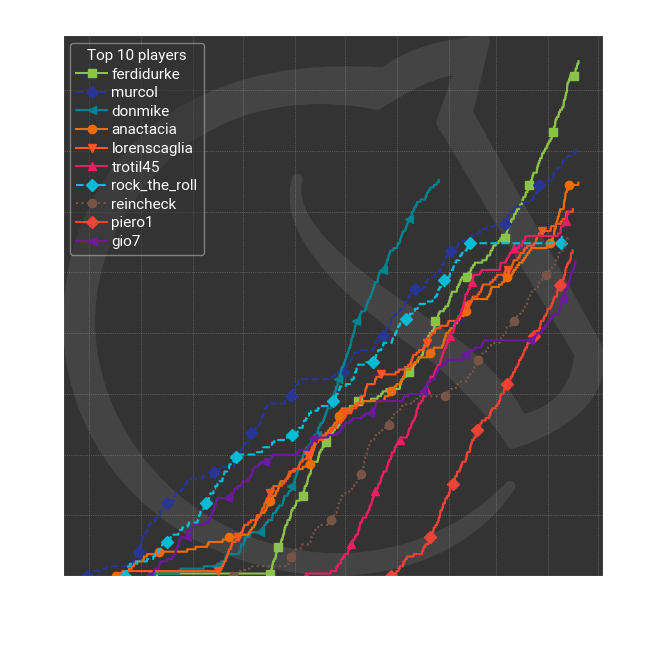 Top 10 players
ferdidurke
murcol
donmike
anactacia
lorenscaglia
trotil45
rock_the_roll
reincheck
piero1
gio7